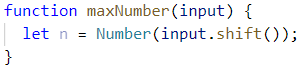 function maxNumber(input) {
  let n = Number(input.shift());
}